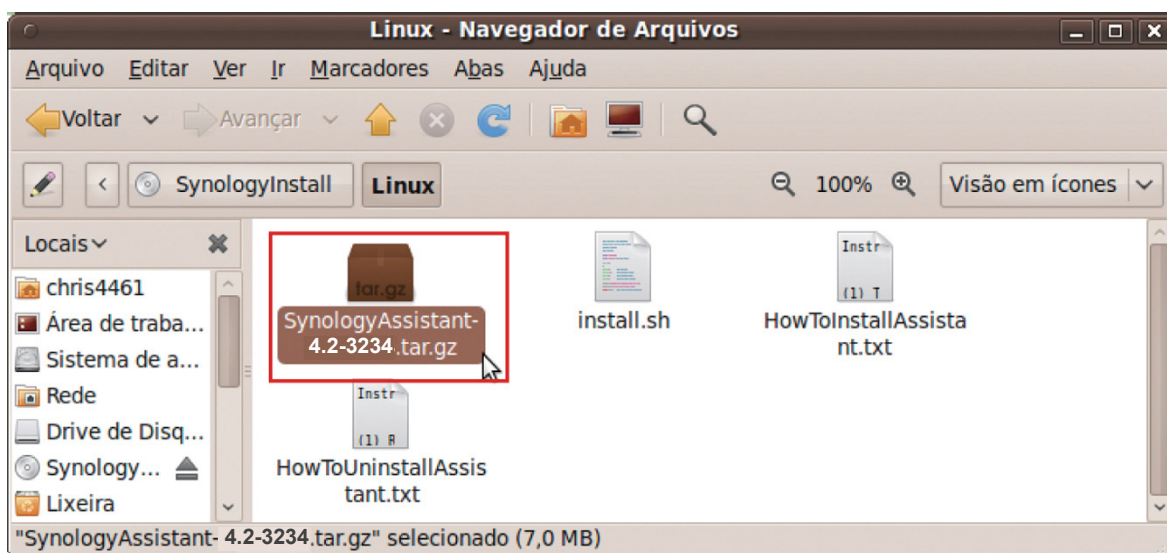 Linux - Navegador de Arquivos
Arquivo Editar Ver Ir Marcadores Abas Ajuda
Voltar Avançar
SynologyInstall Linux 100% Visão em ícones
Locais
chris4461
Área de traba...
Sistema de a...
Rede
Drive de Disq...
Synology...
Lixeira
tar.gz
SynologyAssistant-
4.2-3234.tar.gz
install.sh
Instr
(1) T
HowToInstallAssista
nt.txt
Instr
(1) R
HowToUninstallAssis
tant.txt
"SynologyAssistant- 4.2-3234.tar.gz" selecionado (7,0 MB)